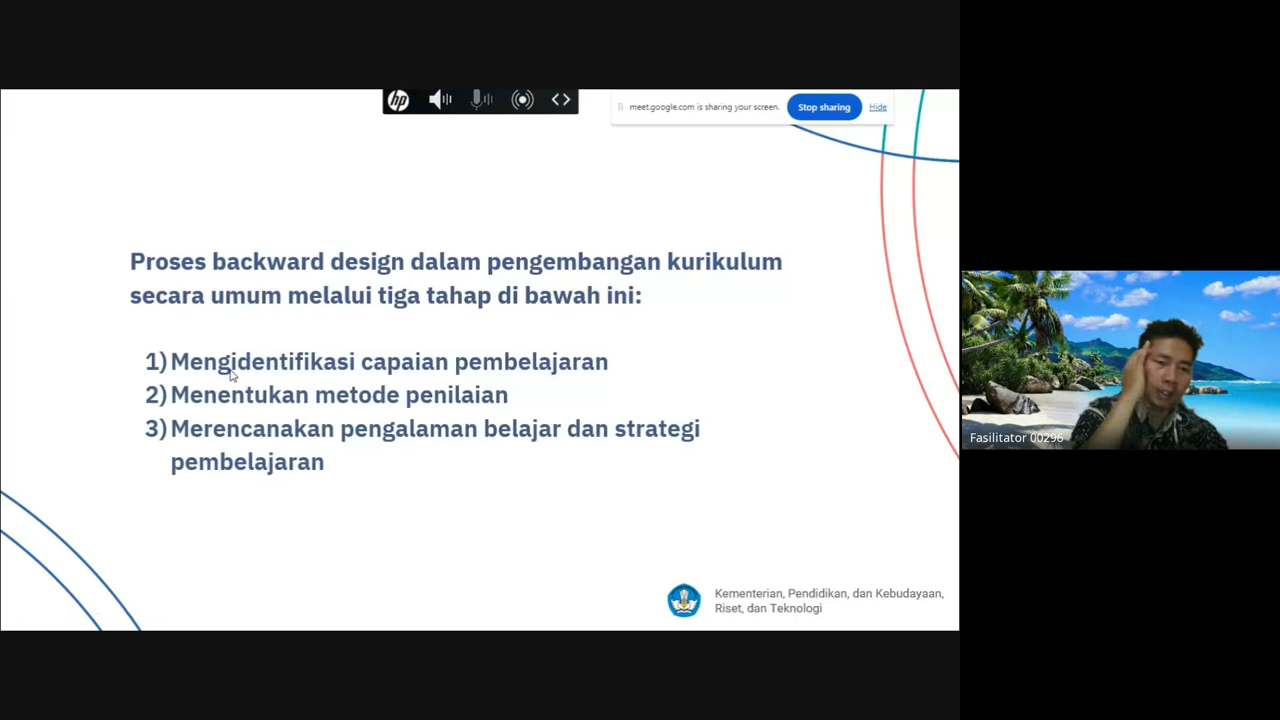 hp
meet.google.com is sharing your screen.
Stop sharing
Hide
Proses backward design dalam pengembangan kurikulum
secara umum melalui tiga tahap di bawah ini:
1) Mengidentifikasi capaian pembelajaran
2) Menentukan metode penilaian
3) Merencanakan pengalaman belajar dan strategi
pembelajaran
Kementerian, Pendidikan, dan Kebudayaan,
Riset, dan Teknologi
Fasilitator 00296